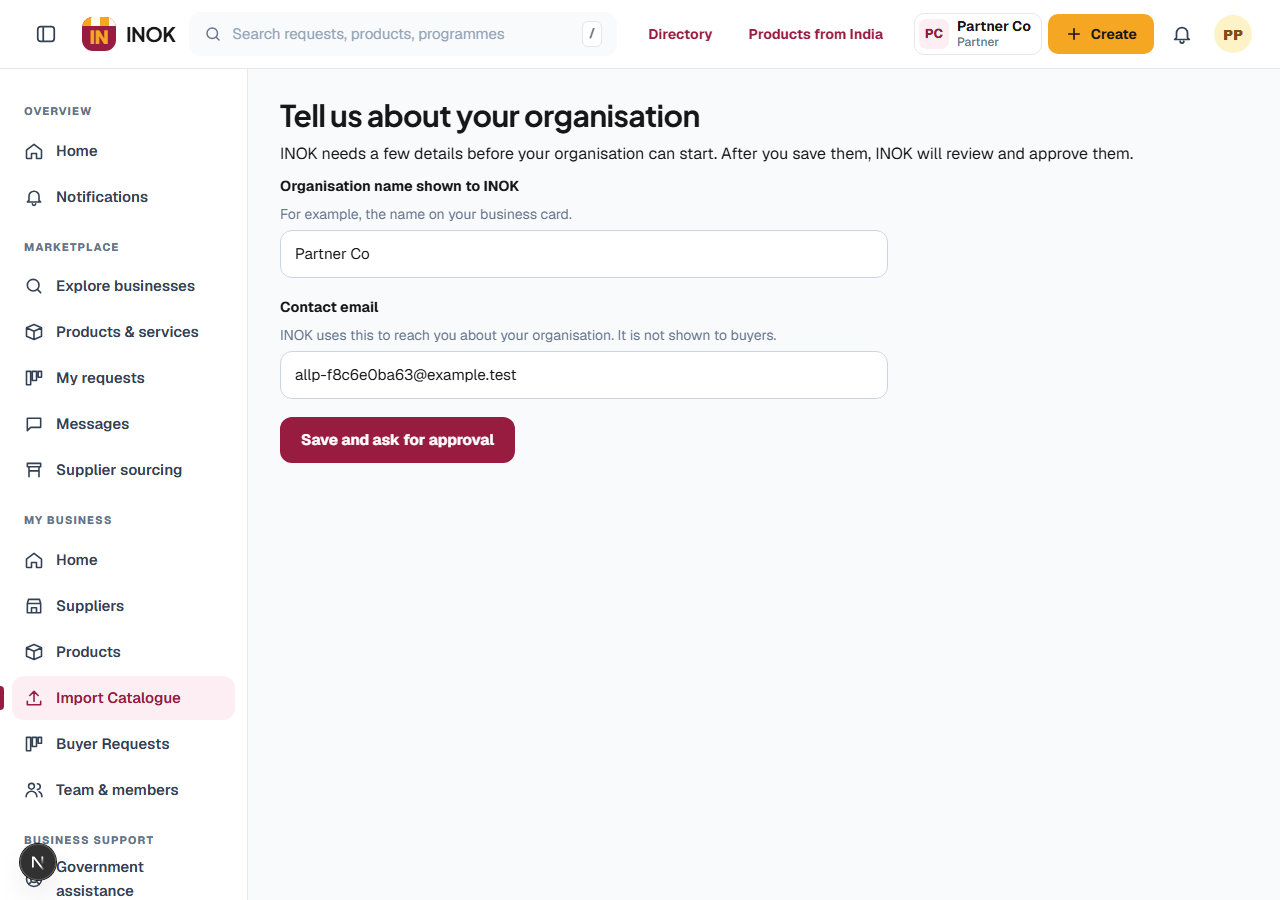 IN INOK
Search requests, products, programmes /
Directory
Products from India
PC
Partner Co
Partner
Create
PP
OVERVIEW
Home
Notifications
MARKETPLACE
Explore businesses
Products & services
My requests
Messages
Supplier sourcing
MY BUSINESS
Home
Suppliers
Products
Import Catalogue
Buyer Requests
Team & members
BUSINESS SUPPORT
N
Government
assistance
Tell us about your organisation
INOK needs a few details before your organisation can start. After you save them, INOK will review and approve them.
Organisation name shown to INOK
For example, the name on your business card.
Partner Co
Contact email
INOK uses this to reach you about your organisation. It is not shown to buyers.
allp-f8c6e0ba63@example.test
Save and ask for approval